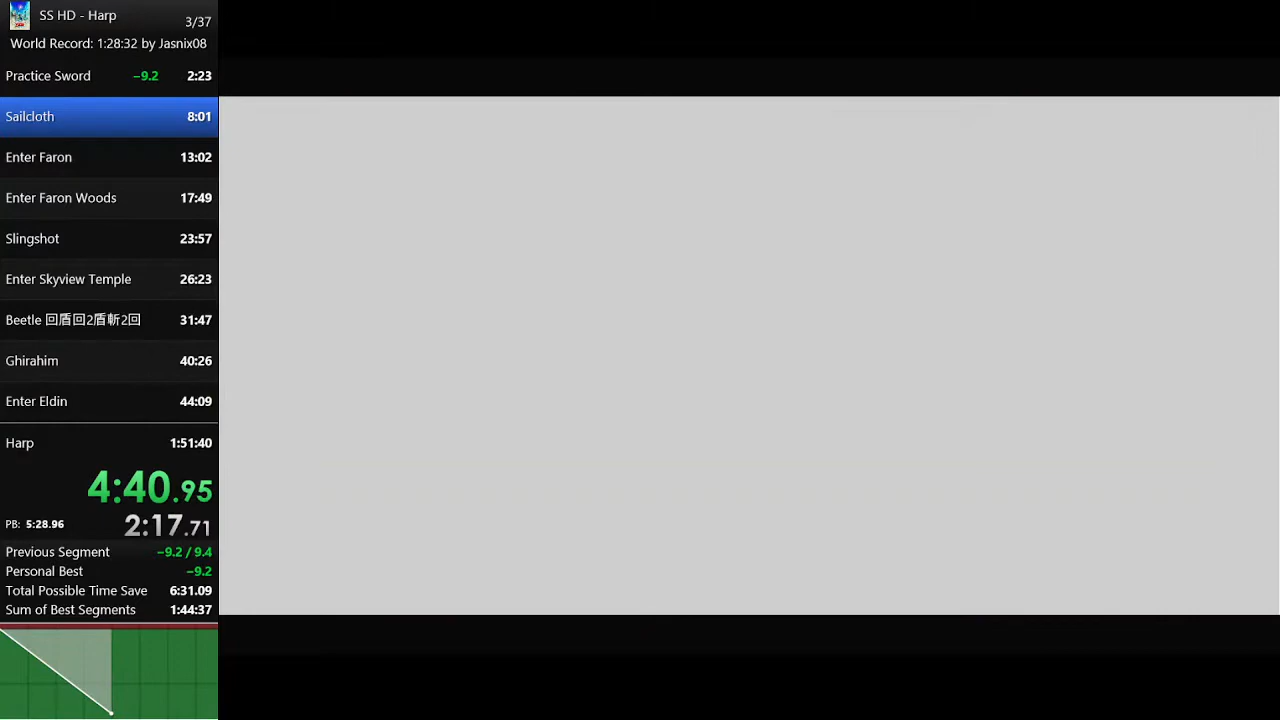 SS HD - Harp
3/37
World Record: 1:28:32 by Jasnix08
Practice Sword −9.2 2:23
Sailcloth 8:01
Enter Faron 13:02
Enter Faron Woods 17:49
Slingshot 23:57
Enter Skyview Temple 26:23
Beetle 回盾回2盾斬2回 31:47
Ghirahim 40:26
Enter Eldin 44:09
Harp 1:51:40
4:40.95
PB: 5:28.96 2:17.71
Previous Segment −9.2 / 9.4
Personal Best −9.2
Total Possible Time Save 6:31.09
Sum of Best Segments 1:44:37